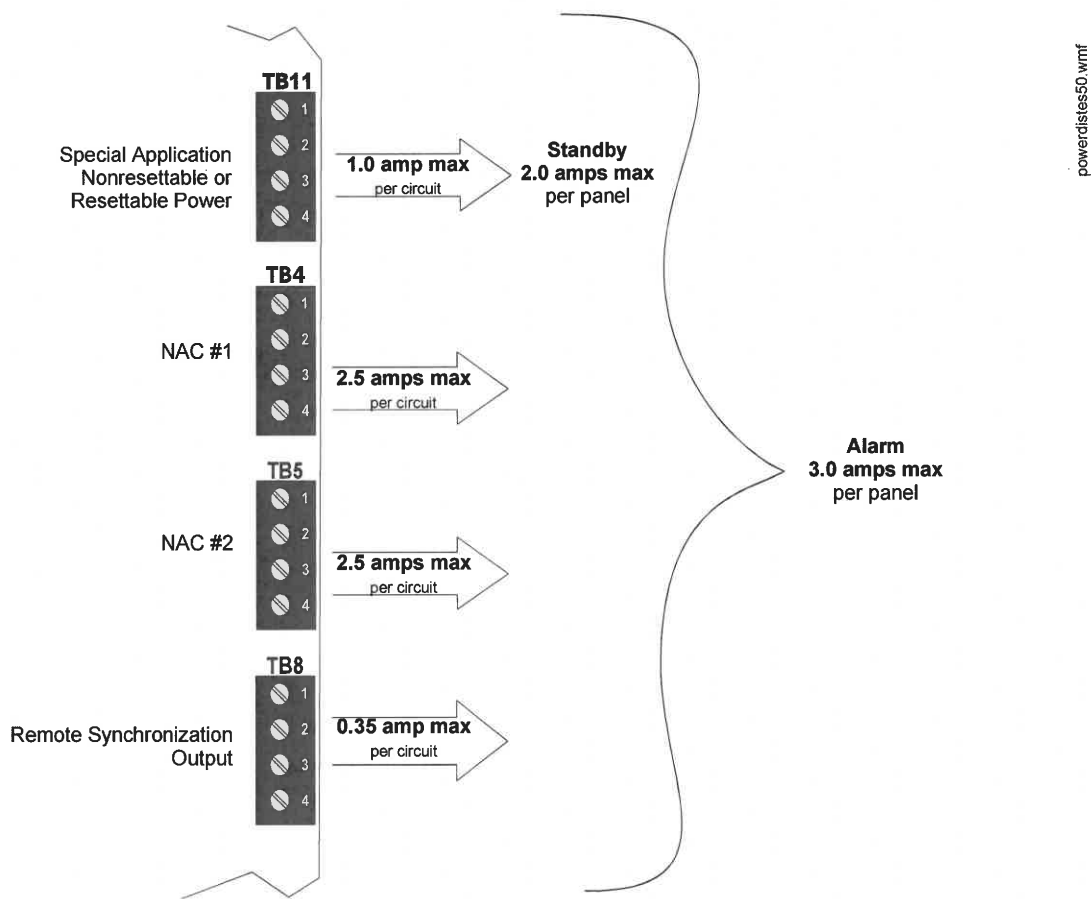 powerdistes50.wmf
TB11
1
2
3
4
Special Application
Nonresettable or
Resettable Power
1.0 amp max
per circuit
Standby
2.0 amps max
per panel
TB4
1
2
3
4
NAC #1
2.5 amps max
per circuit
Alarm
3.0 amps max
per panel
TB5
1
2
3
4
NAC #2
2.5 amps max
per circuit
TB8
1
2
3
4
Remote Synchronization
Output
0.35 amp max
per circuit